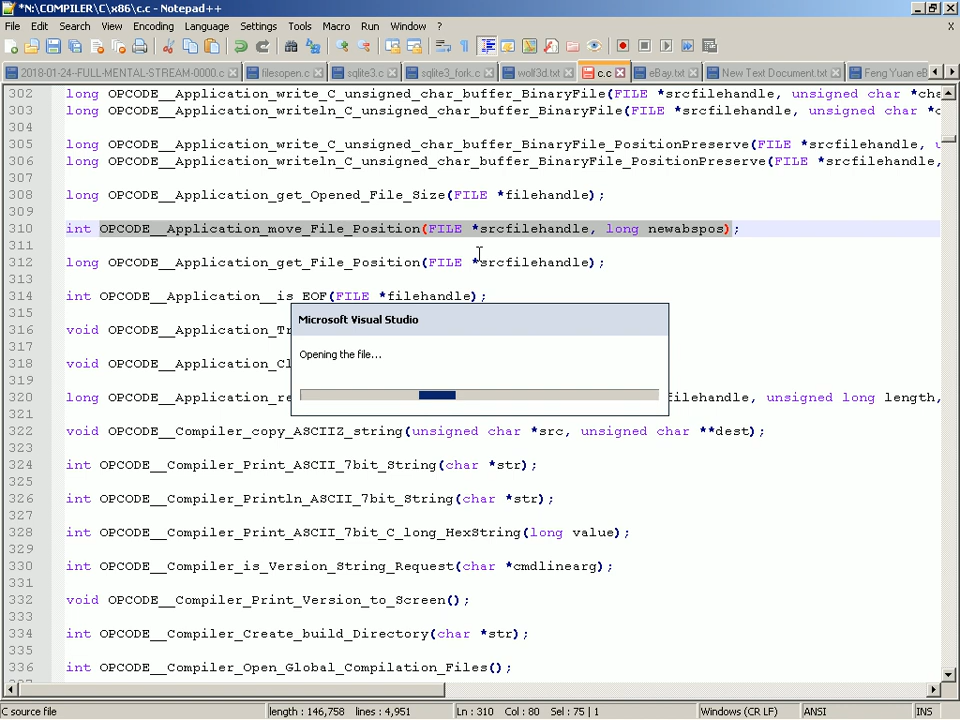 *N:\COMPILER\C\x86\c.c - Notepad++
File Edit Search View Encoding Language Settings Tools Macro Run Window ?
2018-01-24--FULL-MENTAL-STREAM-0000.c filesopen.c sqlite3.c sqlite3_fork.c wolf3d.txt c.c eBay.txt New Text Document.txt Feng Yuan eB
302 long OPCODE__Application_write_C_unsigned_char_buffer_BinaryFile(FILE *srcfilehandle, unsigned char *cha
303 long OPCODE__Application_writeln_C_unsigned_char_buffer_BinaryFile(FILE *srcfilehandle, unsigned char *c
304
305 long OPCODE__Application_write_C_unsigned_char_buffer_BinaryFile_PositionPreserve(FILE *srcfilehandle, u
306 long OPCODE__Application_writeln_C_unsigned_char_buffer_BinaryFile_PositionPreserve(FILE *srcfilehandle,
307
308 long OPCODE__Application_get_Opened_File_Size(FILE *filehandle);
309
310 int OPCODE__Application_move_File_Position(FILE *srcfilehandle, long newabspos);
311
312 long OPCODE__Application_get_File_Position(FILE *srcfilehandle);
313
314 int OPCODE__Application__is_EOF(FILE *filehandle);
315
316 void OPCODE__Application_Tr
317
318 void OPCODE__Application_Cl
319
320 long OPCODE__Application_re filehandle, unsigned long length,
321
Microsoft Visual Studio
Opening the file...
322 void OPCODE__Compiler_copy_ASCIIZ_string(unsigned char *src, unsigned char **dest);
323
324 int OPCODE__Compiler_Print_ASCII_7bit_String(char *str);
325
326 int OPCODE__Compiler_Println_ASCII_7bit_String(char *str);
327
328 int OPCODE__Compiler_Print_ASCII_7bit_C_long_HexString(long value);
329
330 int OPCODE__Compiler_is_Version_String_Request(char *cmdlinearg);
331
332 void OPCODE__Compiler_Print_Version_to_Screen();
333
334 int OPCODE__Compiler_Create_build_Directory(char *str);
335
336 int OPCODE__Compiler_Open_Global_Compilation_Files();
C source file length : 146,758 lines : 4,951 Ln : 310 Col : 80 Sel : 75 | 1 Windows (CR LF) ANSI INS